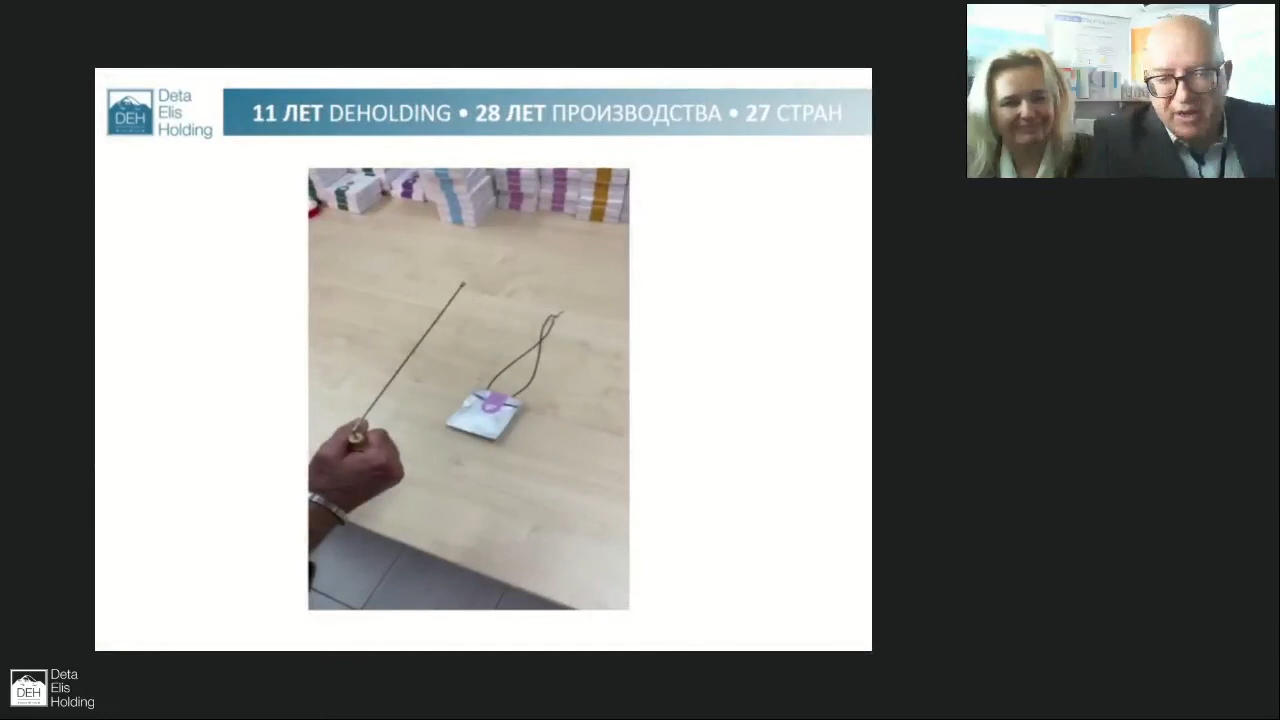 Deta
Elis
Holding
DEH
11 ЛЕТ DEHOLDING • 28 ЛЕТ ПРОИЗВОДСТВА • 27 СТРАН
Deta
Elis
Holding
DEH